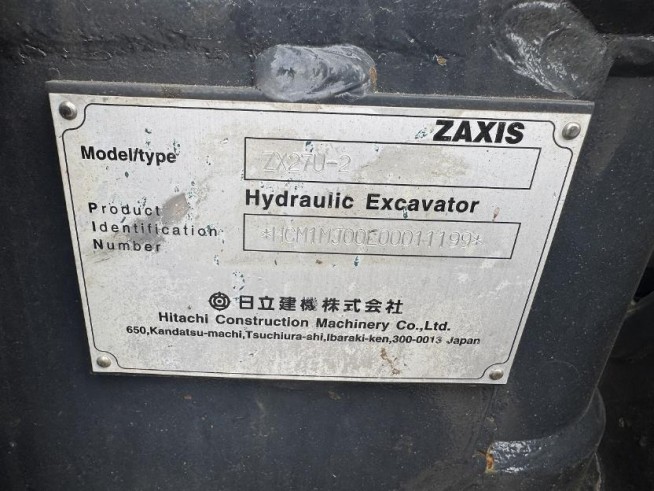 ZAXIS
Model/type ZX27U-2
Hydraulic Excavator
Product
Identification
Number
*HCM1MJ00E00011199*
日立建機株式会社
Hitachi Construction Machinery Co.,Ltd.
650,Kandatsu-machi,Tsuchiura-shi,Ibaraki-ken,300-0013 Japan